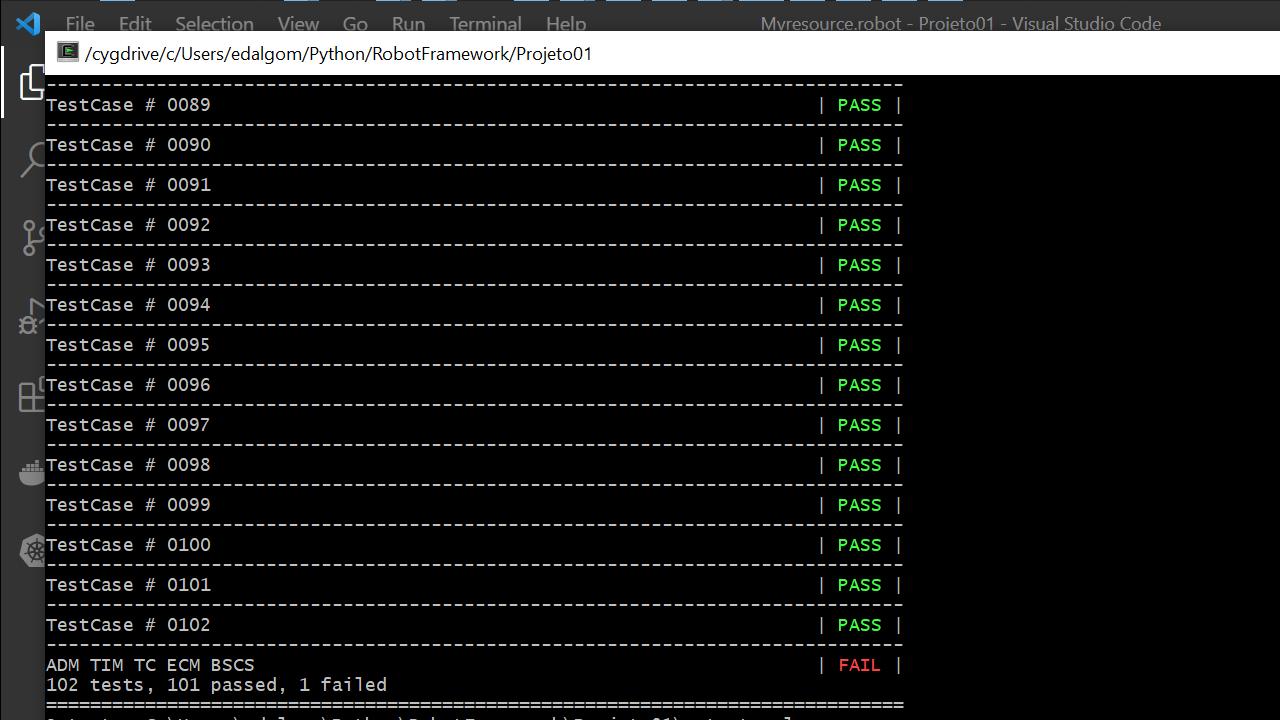 File Edit Selection View Go Run Terminal Help Myresource.robot - Projeto01 - Visual Studio Code
/cygdrive/c/Users/edalgom/Python/RobotFramework/Projeto01
------------------------------------------------------------------------------
TestCase # 0089 | PASS |
------------------------------------------------------------------------------
TestCase # 0090 | PASS |
------------------------------------------------------------------------------
TestCase # 0091 | PASS |
------------------------------------------------------------------------------
TestCase # 0092 | PASS |
------------------------------------------------------------------------------
TestCase # 0093 | PASS |
------------------------------------------------------------------------------
TestCase # 0094 | PASS |
------------------------------------------------------------------------------
TestCase # 0095 | PASS |
------------------------------------------------------------------------------
TestCase # 0096 | PASS |
------------------------------------------------------------------------------
TestCase # 0097 | PASS |
------------------------------------------------------------------------------
TestCase # 0098 | PASS |
------------------------------------------------------------------------------
TestCase # 0099 | PASS |
------------------------------------------------------------------------------
TestCase # 0100 | PASS |
------------------------------------------------------------------------------
TestCase # 0101 | PASS |
------------------------------------------------------------------------------
TestCase # 0102 | PASS |
------------------------------------------------------------------------------
ADM TIM TC ECM BSCS | FAIL |
102 tests, 101 passed, 1 failed
==============================================================================